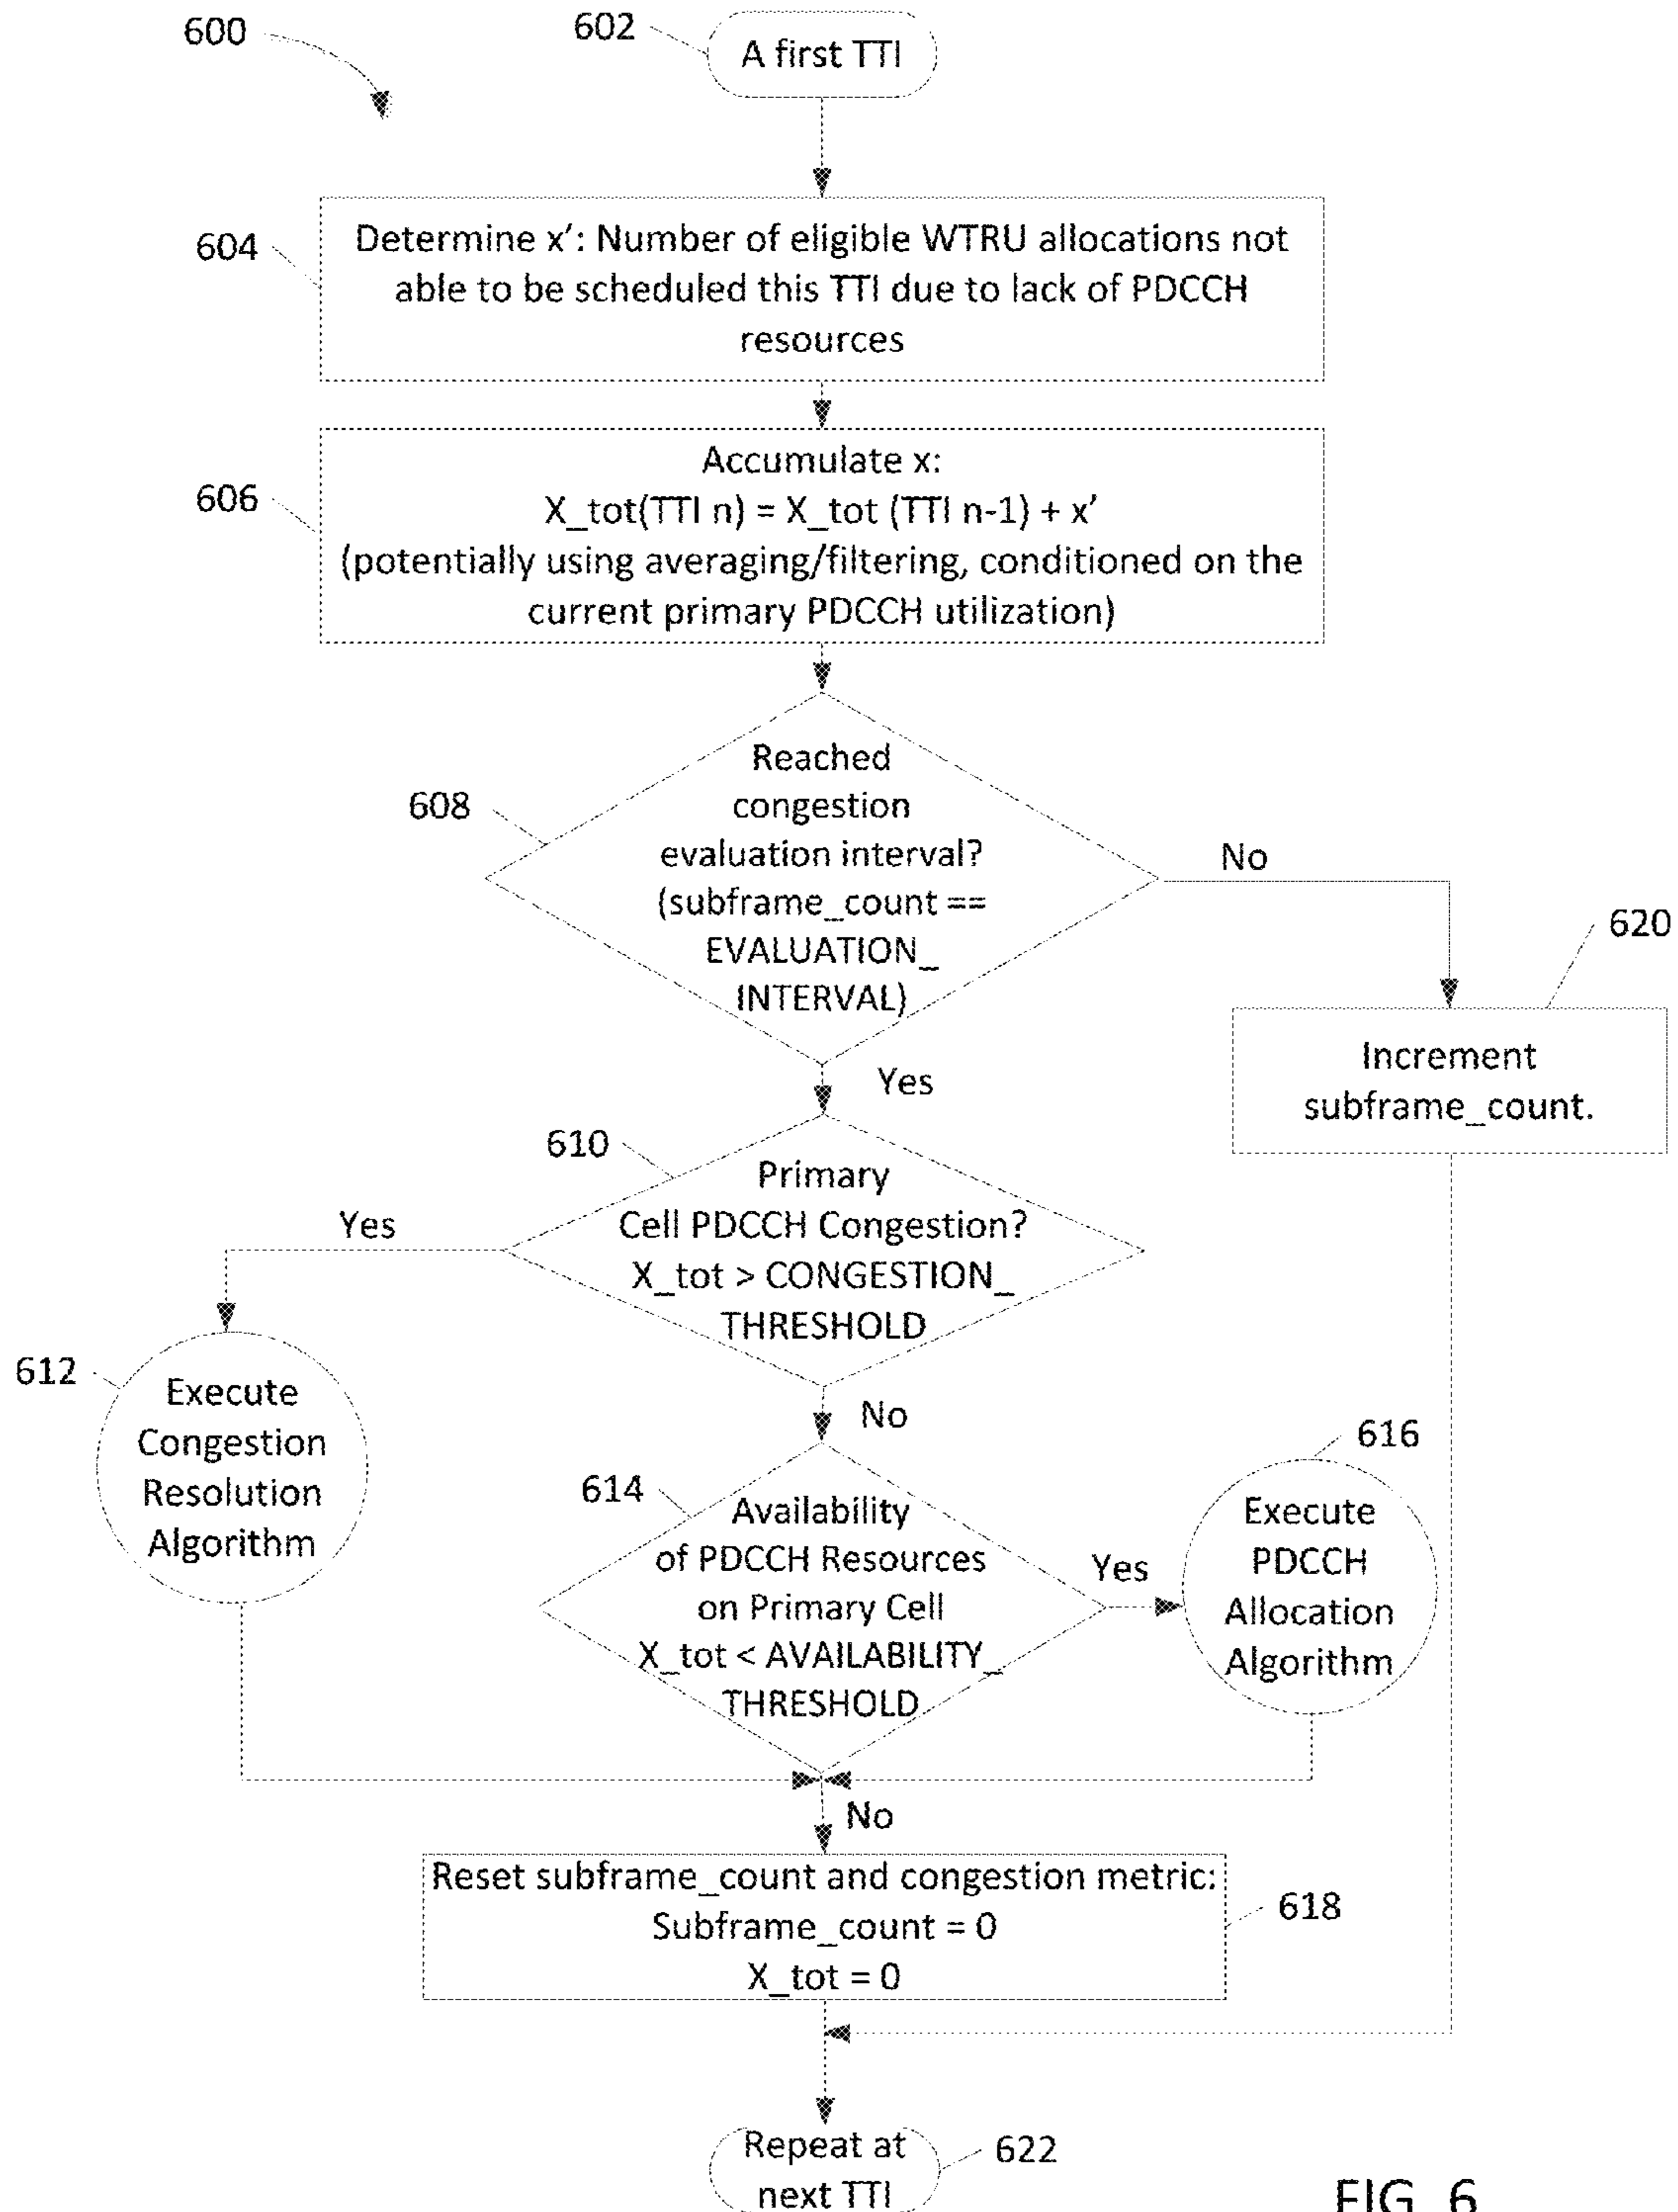 600
602
A first TTI
604
Determine x′: Number of eligible WTRU allocations not
able to be scheduled this TTI due to lack of PDCCH
resources
606
Accumulate x:
X_tot(TTI n) = X_tot (TTI n-1) + x′
(potentially using averaging/filtering, conditioned on the
current primary PDCCH utilization)
608
Reached
congestion
evaluation interval?
(subframe_count ==
EVALUATION_
INTERVAL)
No
620
Increment
subframe_count.
Yes
610
Primary
Cell PDCCH Congestion?
X_tot > CONGESTION_
THRESHOLD
Yes
612
Execute
Congestion
Resolution
Algorithm
No
614
Availability
of PDCCH Resources
on Primary Cell
X_tot < AVAILABILITY_
THRESHOLD
Yes
616
Execute
PDCCH
Allocation
Algorithm
No
Reset subframe_count and congestion metric:
Subframe_count = 0
X_tot = 0
618
Repeat at
next TTI
622
FIG. 6